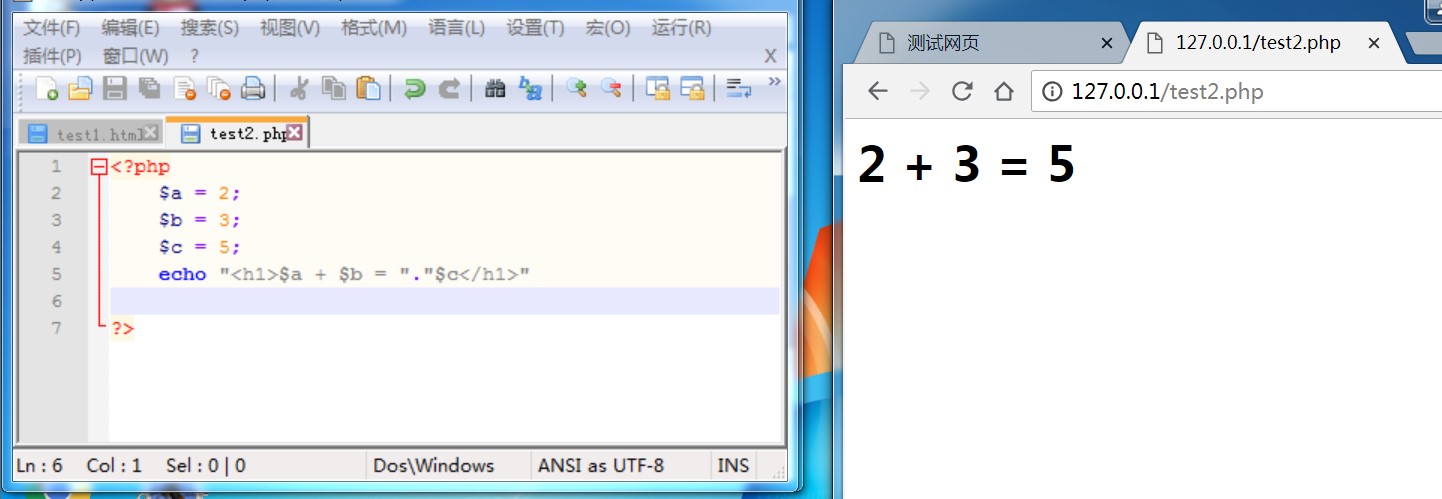 文件(F) 编辑(E) 搜索(S) 视图(V) 格式(M) 语言(L) 设置(T) 宏(O) 运行(R)
插件(P) 窗口(W) ? X
test1.html test2.php
1 <?php
2 $a = 2;
3 $b = 3;
4 $c = 5;
5 echo "<h1>$a + $b = "."$c</h1>"
6
7 ?>
Ln : 6 Col : 1 Sel : 0 | 0 Dos\Windows ANSI as UTF-8 INS
测试网页 127.0.0.1/test2.php
127.0.0.1/test2.php
2 + 3 = 5